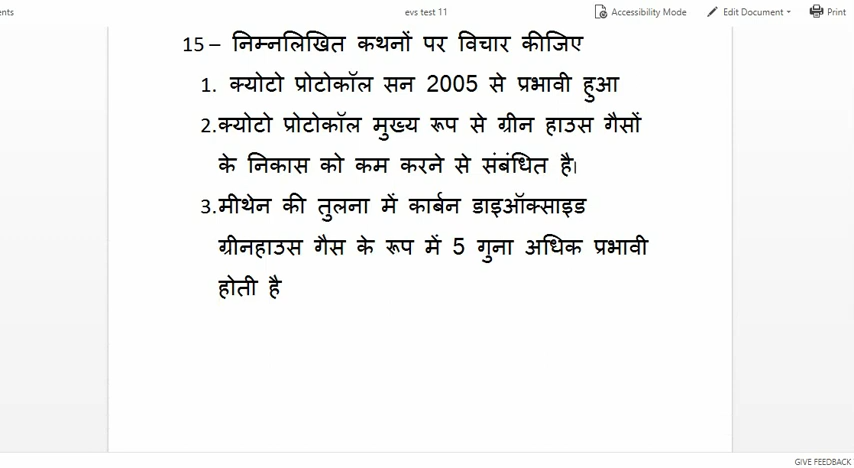 ents
evs test 11
Accessibility Mode
Edit Document
Print
15 – निम्नलिखित कथनों पर विचार कीजिए
1. क्योटो प्रोटोकॉल सन 2005 से प्रभावी हुआ
2.क्योटो प्रोटोकॉल मुख्य रूप से ग्रीन हाउस गैसों
के निकास को कम करने से संबंधित है।
3.मीथेन की तुलना में कार्बन डाइऑक्साइड
ग्रीनहाउस गैस के रूप में 5 गुना अधिक प्रभावी
होती है
GIVE FEEDBACK